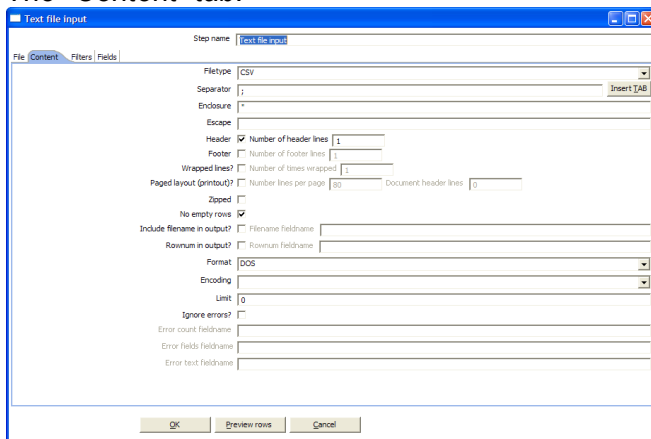 The "Content" tab:
Text file input
Step name Text file input
File Content Filters Fields
Filetype CSV
Separator ; Insert TAB
Enclosure "
Escape
Header Number of header lines 1
Footer Number of footer lines 1
Wrapped lines? Number of times wrapped 1
Paged layout (printout)? Number lines per page 80 Document header lines 0
Zipped
No empty rows
Include filename in output? Filename fieldname
Rownum in output? Rownum fieldname
Format DOS
Encoding
Limit 0
Ignore errors?
Error count fieldname
Error fields fieldname
Error text fieldname
OK Preview rows Cancel